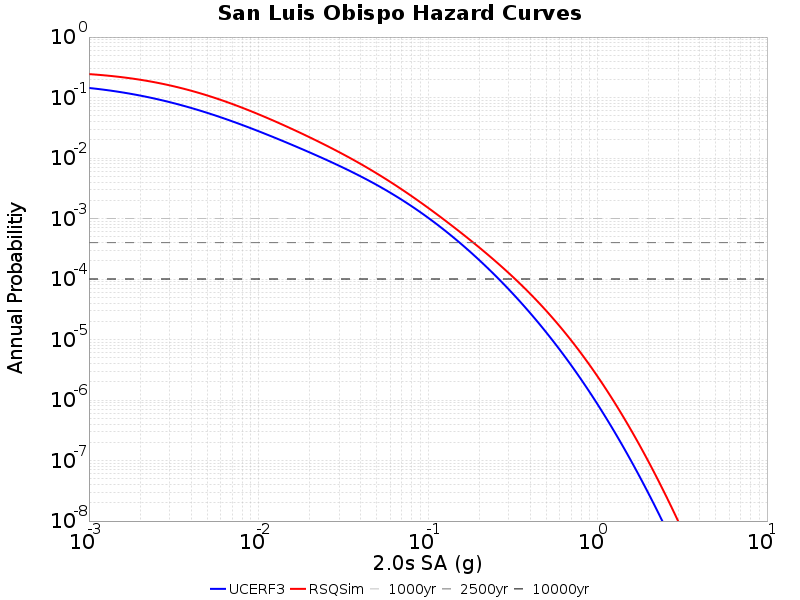 San Luis Obispo Hazard Curves
10^0
10^-1
10^-2
10^-3
10^-4
10^-5
10^-6
10^-7
10^-8
Annual Probabilitiy
10^-3 10^-2 10^-1 10^0 10^1
2.0s SA (g)
UCERF3 RSQSim 1000yr 2500yr 10000yr